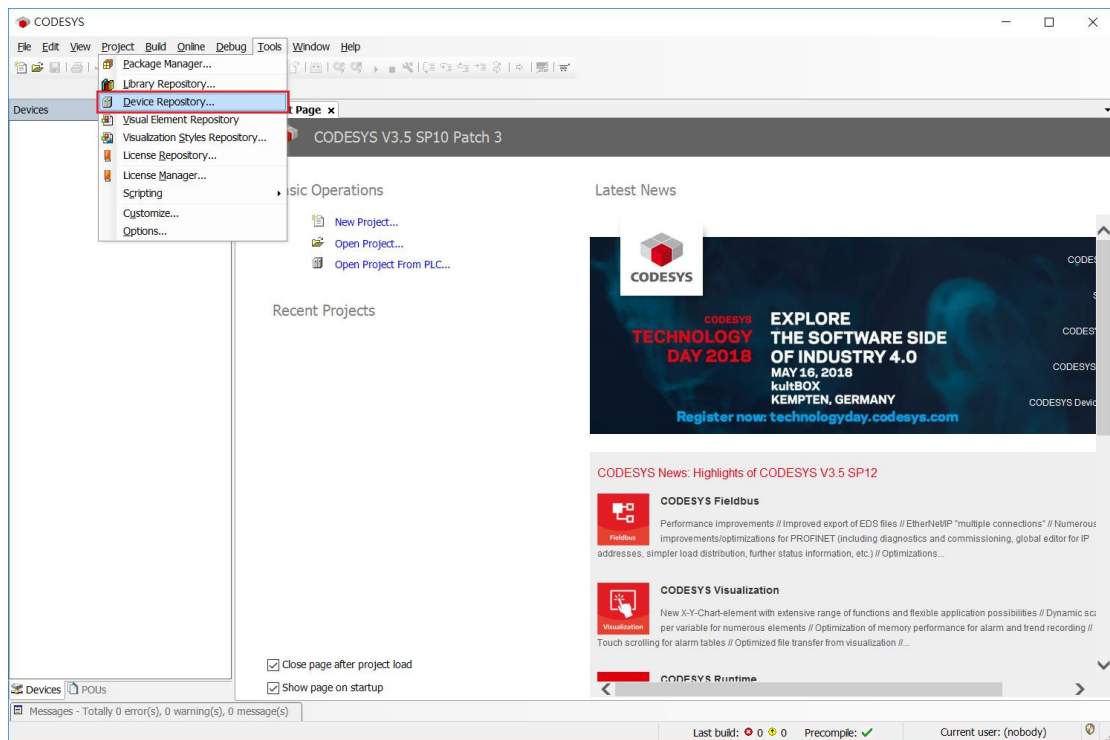 CODESYS
File Edit View Project Build Online Debug Tools Window Help
Package Manager...
Library Repository...
Device Repository...
Visual Element Repository
Visualization Styles Repository...
License Repository...
License Manager...
Scripting
Customize...
Options...
Devices
t Page
CODESYS V3.5 SP10 Patch 3
sic Operations
New Project...
Open Project...
Open Project From PLC...
Recent Projects
Close page after project load
Show page on startup
Latest News
CODESYS
CODESYS
TECHNOLOGY
DAY 2018
EXPLORE
THE SOFTWARE SIDE
OF INDUSTRY 4.0
MAY 16, 2018
kultBOX
KEMPTEN, GERMANY
Register now: technologyday.codesys.com
CODES
S
CODESY
CODESYS
CODESYS Devic
CODESYS News: Highlights of CODESYS V3.5 SP12
Fieldbus
CODESYS Fieldbus
Performance improvements // Improved export of EDS files // EtherNet/IP "multiple connections" // Numerous
improvements/optimizations for PROFINET (including diagnostics and commissioning, global editor for IP
addresses, simpler load distribution, further status information, etc.) // Optimizations...
Visualization
CODESYS Visualization
New X-Y-Chart-element with extensive range of functions and flexible application possibilities // Dynamic sca
per variable for numerous elements // Optimization of memory performance for alarm and trend recording //
Touch scrolling for alarm tables // Optimized file transfer from visualization //...
CODESYS Runtime
Devices POUs
Messages - Totally 0 error(s), 0 warning(s), 0 message(s)
Last build: 0 0 Precompile: Current user: (nobody)